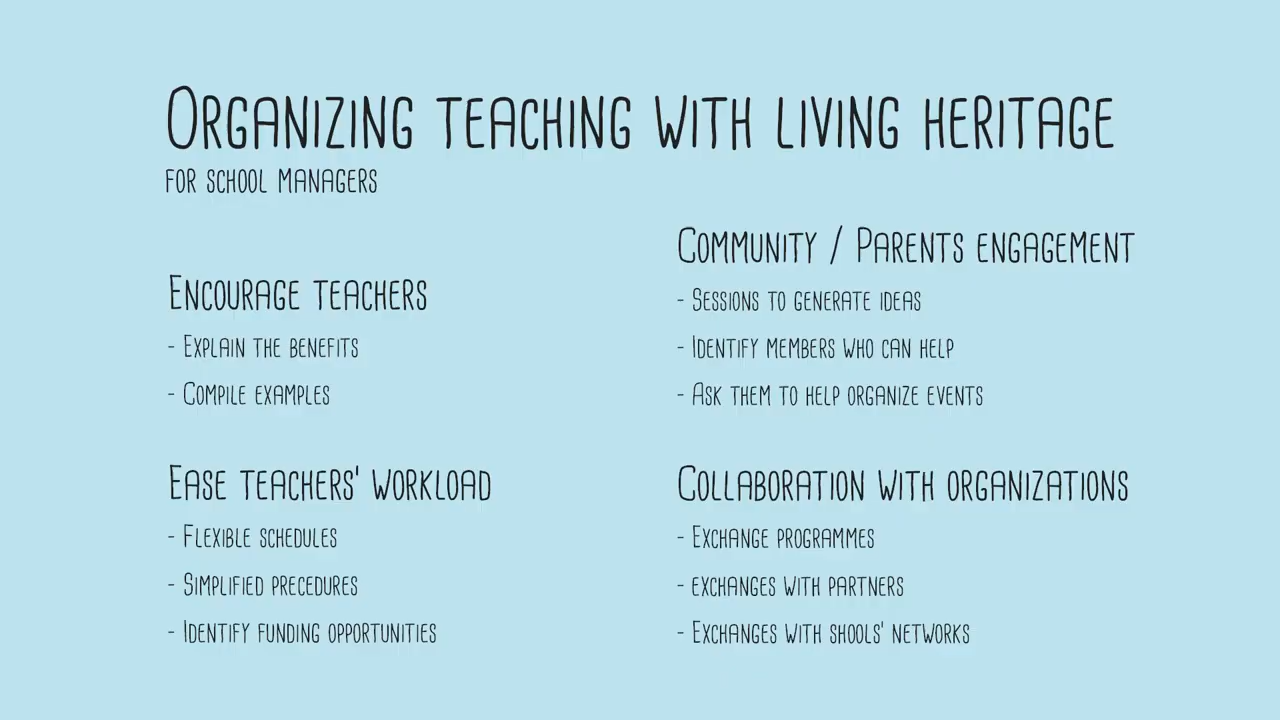 Organizing teaching with living heritage
for school managers
Encourage teachers
- Explain the benefits
- Compile examples
Ease teachers' workload
- Flexible schedules
- Simplified precedures
- Identify funding opportunities
Community / Parents engagement
- Sessions to generate ideas
- Identify members who can help
- Ask them to help organize events
Collaboration with organizations
- Exchange programmes
- exchanges with partners
- Exchanges with shools' networks